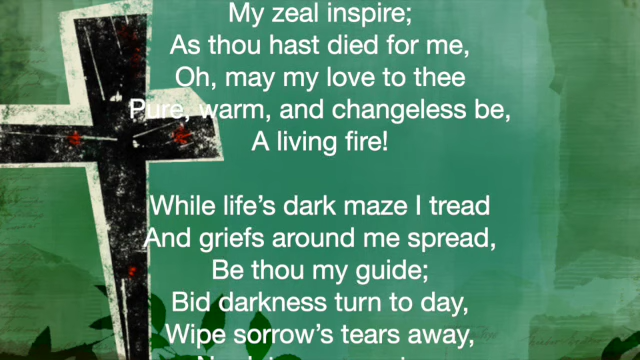 My zeal inspire;
As thou hast died for me,
Oh, may my love to thee
Pure, warm, and changeless be,
A living fire!
While life’s dark maze I tread
And griefs around me spread,
Be thou my guide;
Bid darkness turn to day,
Wipe sorrow’s tears away,